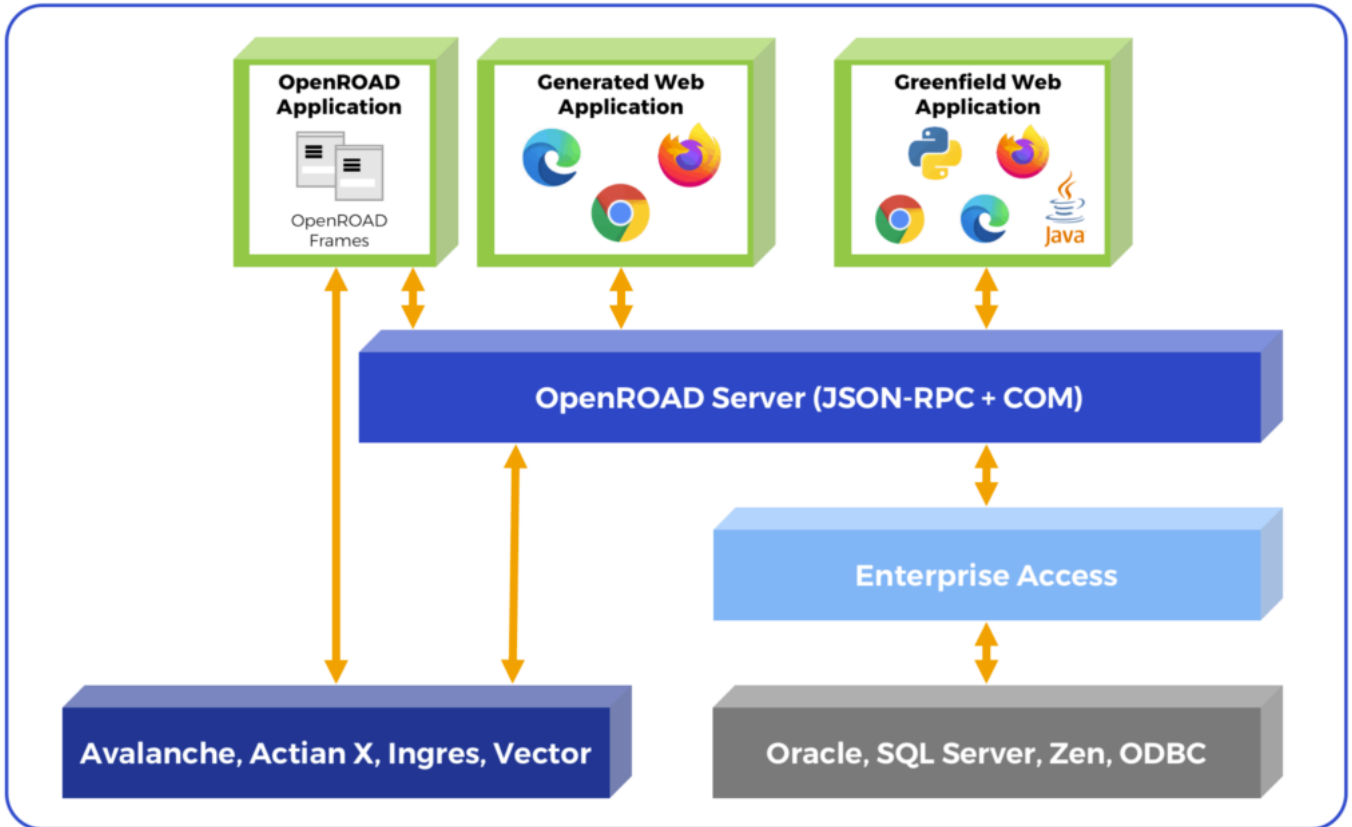 OpenROAD
Application
OpenROAD
Frames
Generated Web
Application
Greenfield Web
Application
Java
OpenROAD Server (JSON-RPC + COM)
Enterprise Access
Avalanche, Actian X, Ingres, Vector
Oracle, SQL Server, Zen, ODBC